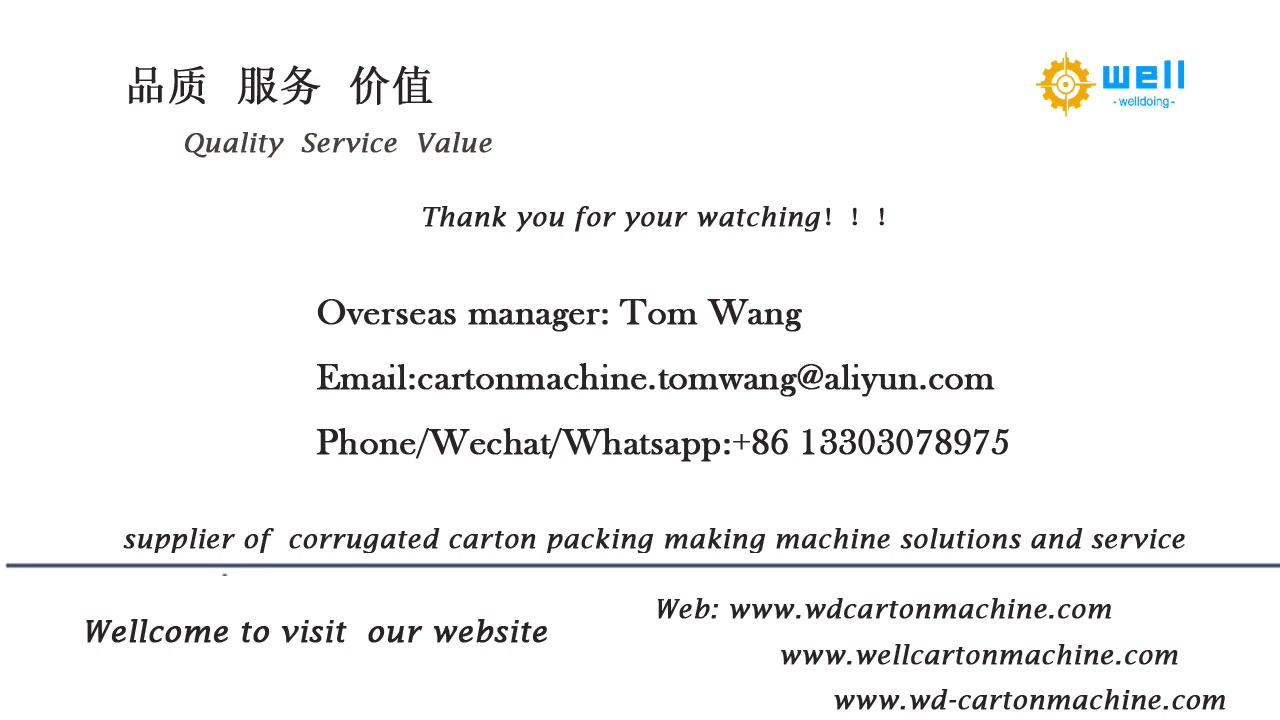 品质 服务 价值
well
-welldoing-
Quality Service Value
Thank you for your watching！！！
Overseas manager: Tom Wang
Email:cartonmachine.tomwang@aliyun.com
Phone/Wechat/Whatsapp:+86 13303078975
supplier of corrugated carton packing making machine solutions and service
Wellcome to visit our website
Web: www.wdcartonmachine.com
www.wellcartonmachine.com
www.wd-cartonmachine.com